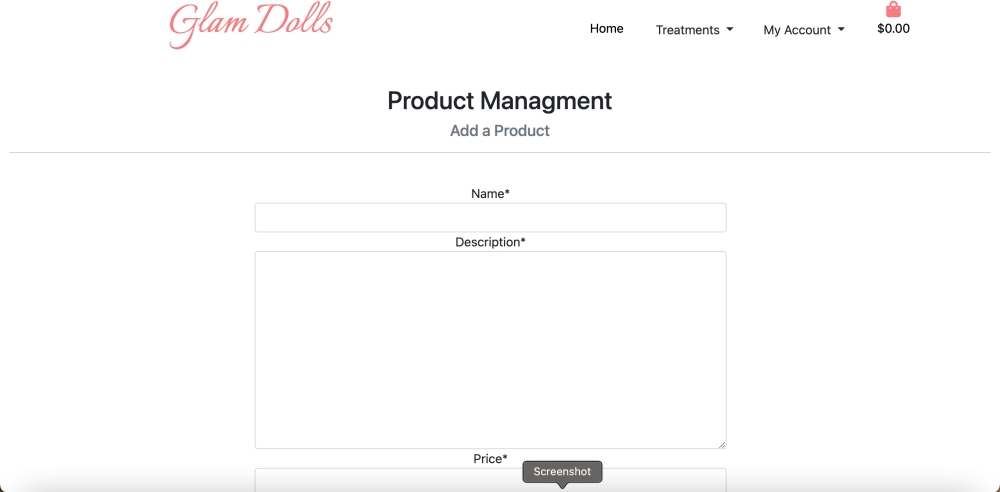 Glam Dolls
Home
Treatments
My Account
$0.00
Product Managment
Add a Product
Name*
Description*
Price*
Screenshot